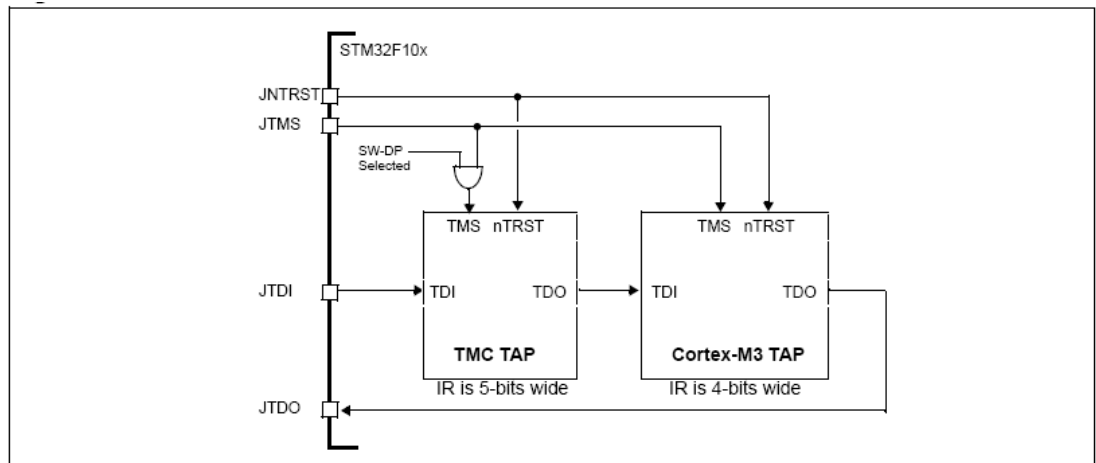 STM32F10x
JNTRST
JTMS
SW-DP
Selected
TMS nTRST
TMS nTRST
JTDI
TDI TDO
TDI TDO
TMC TAP
Cortex-M3 TAP
IR is 5-bits wide
IR is 4-bits wide
JTDO